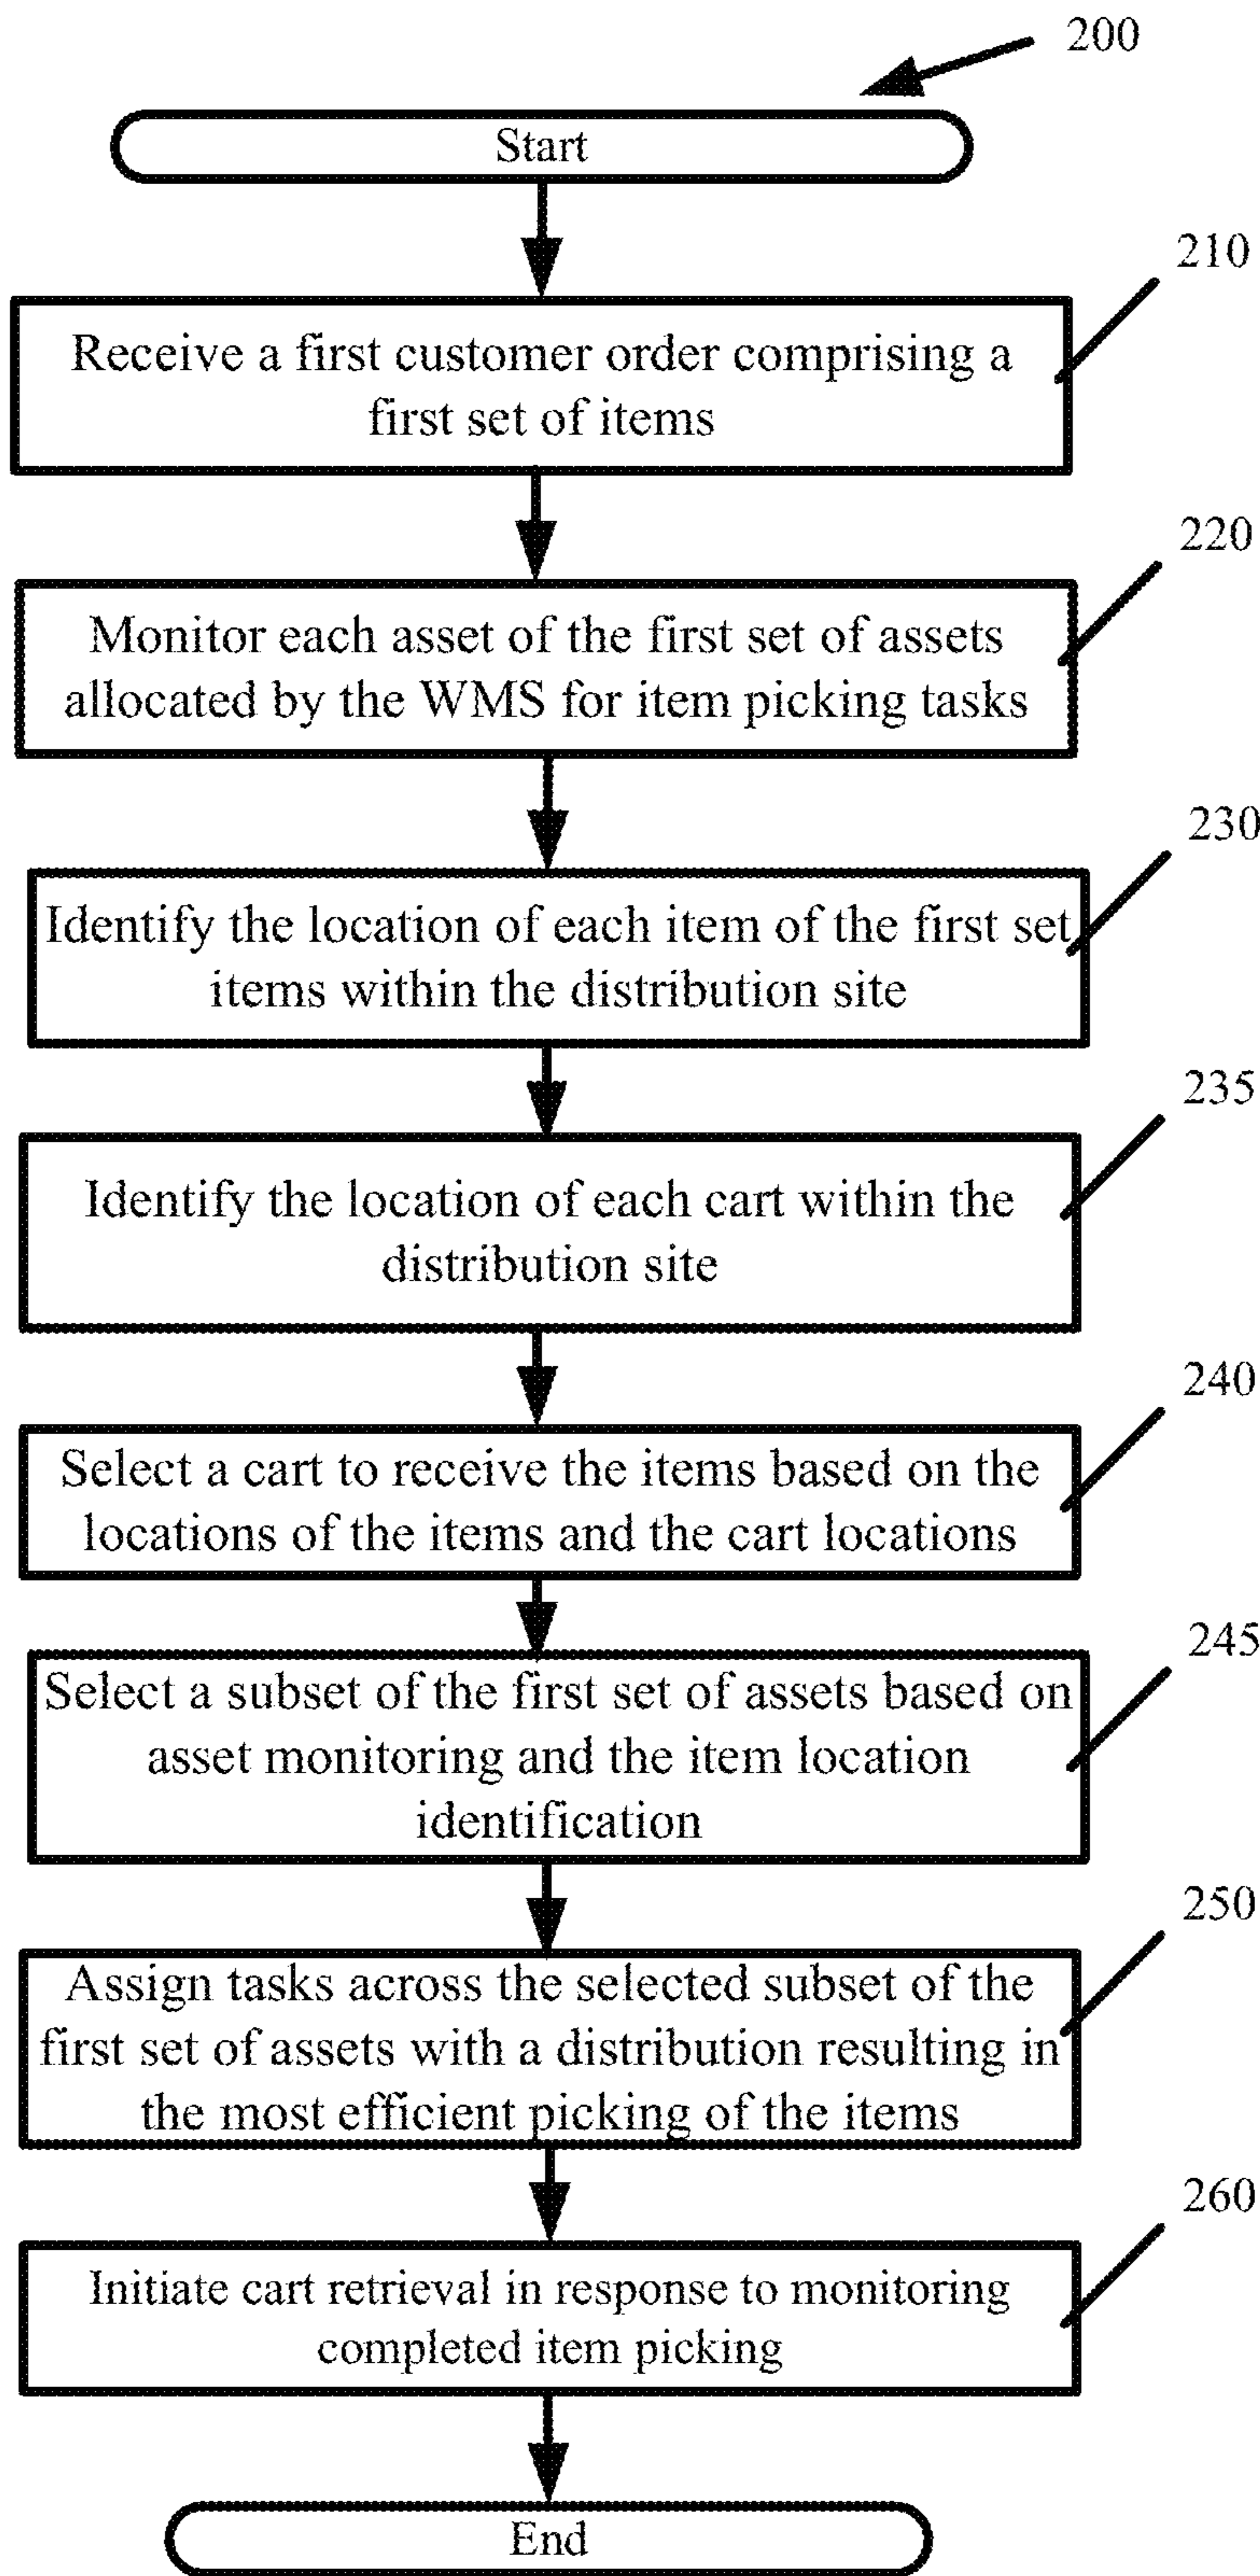 200
Start
210
Receive a first customer order comprising a
first set of items
220
Monitor each asset of the first set of assets
allocated by the WMS for item picking tasks
230
Identify the location of each item of the first set
items within the distribution site
235
Identify the location of each cart within the
distribution site
240
Select a cart to receive the items based on the
locations of the items and the cart locations
245
Select a subset of the first set of assets based on
asset monitoring and the item location
identification
250
Assign tasks across the selected subset of the
first set of assets with a distribution resulting in
the most efficient picking of the items
260
Initiate cart retrieval in response to monitoring
completed item picking
End